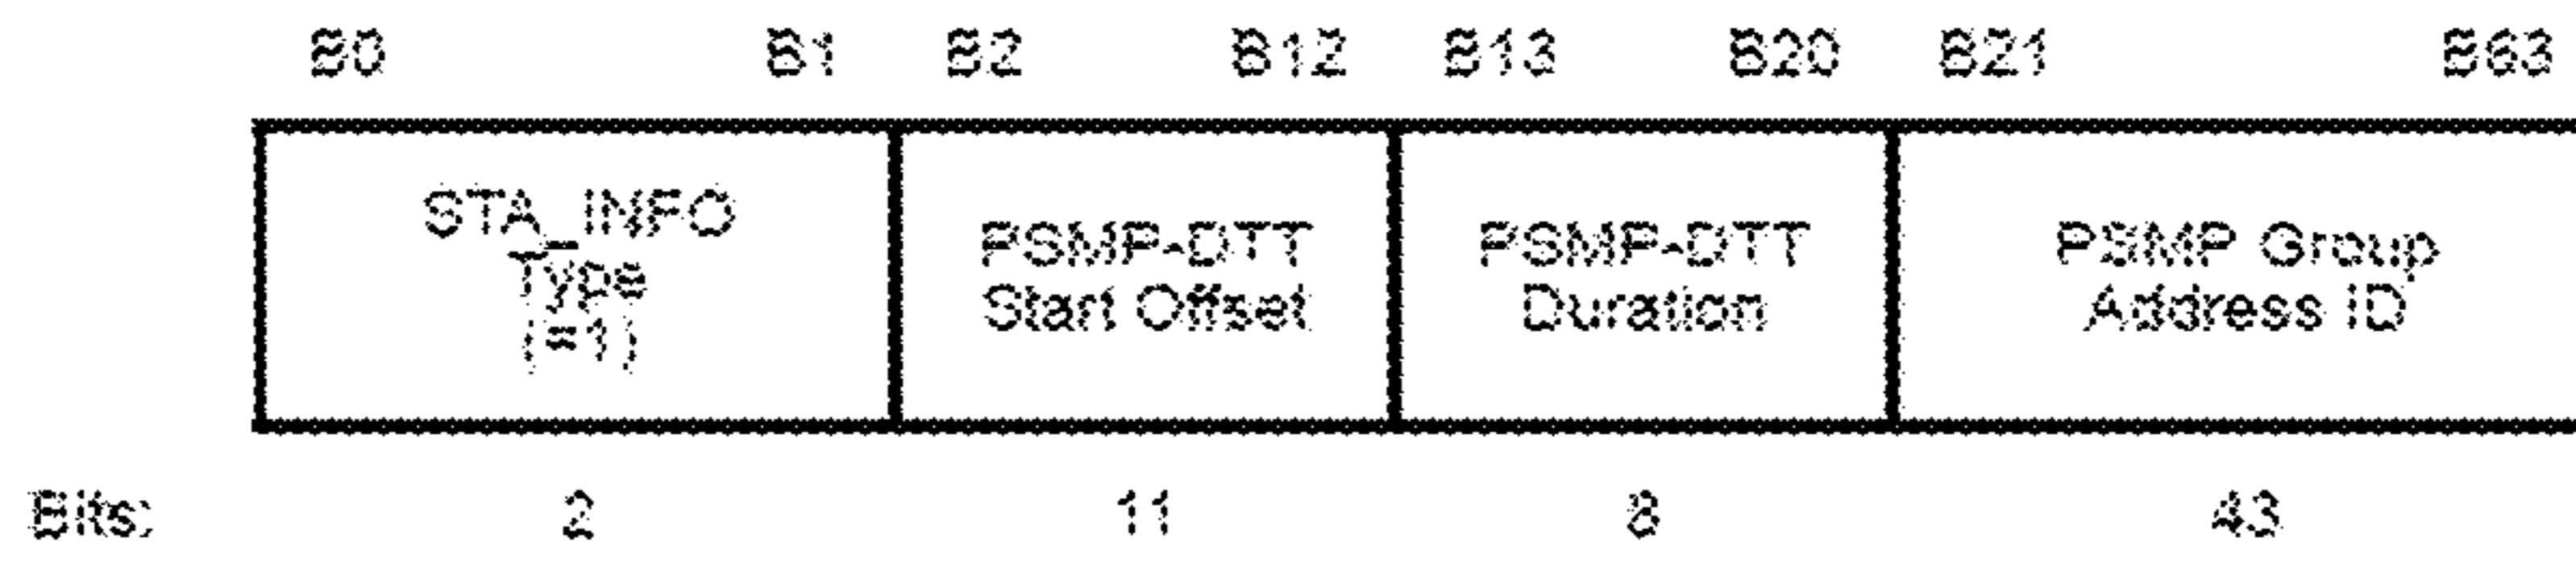 B0 B1 B2 B12 B13 B20 B21 B63
STA_INFO
Type
(=1)
PSMP-DTT
Start Offset
PSMP-DTT
Duration
PSMP Group
Address ID
Bits: 2 11 8 43